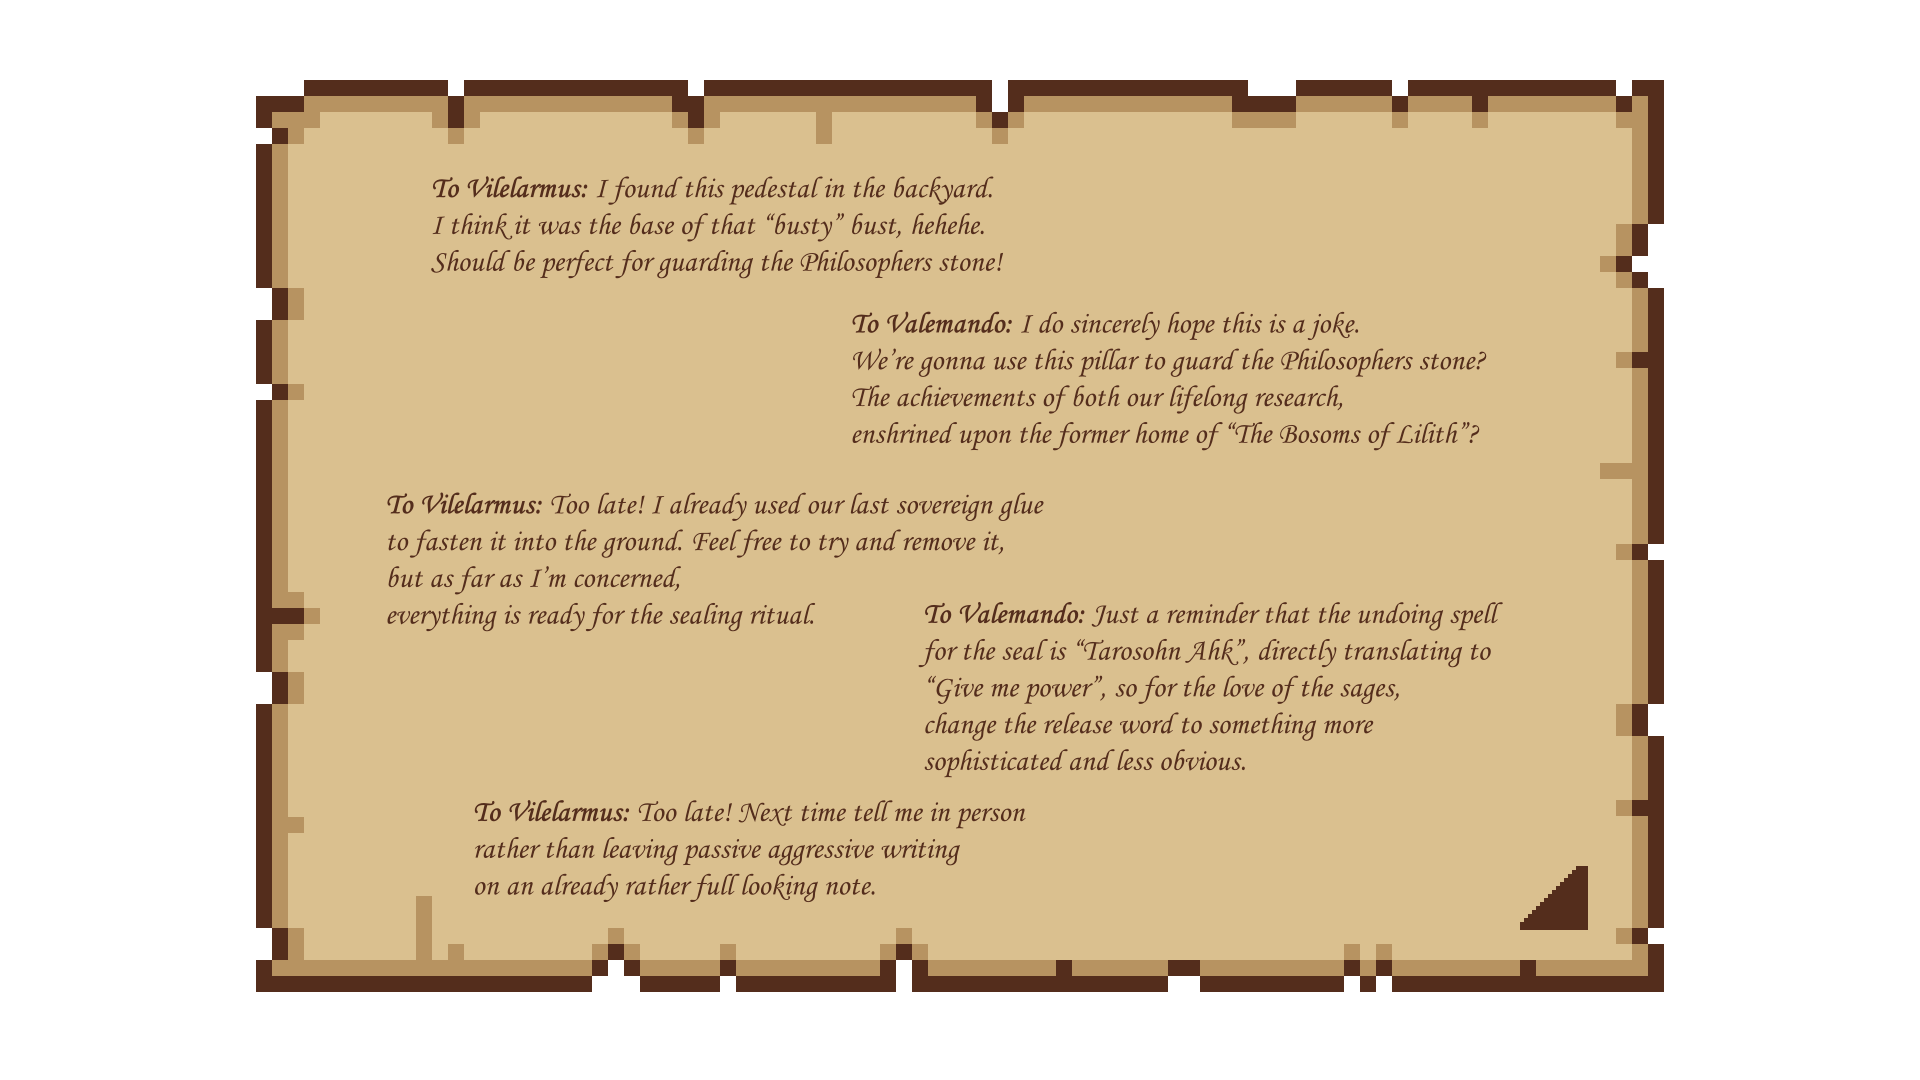 To Vilelarmus: I found this pedestal in the backyard.
I think it was the base of that “busty” bust, hehehe.
Should be perfect for guarding the Philosophers stone!
To Valemando: I do sincerely hope this is a joke.
We’re gonna use this pillar to guard the Philosophers stone?
The achievements of both our lifelong research,
enshrined upon the former home of “The Bosoms of Lilith”?
To Vilelarmus: Too late! I already used our last sovereign glue
to fasten it into the ground. Feel free to try and remove it,
but as far as I’m concerned,
everything is ready for the sealing ritual.
To Valemando: Just a reminder that the undoing spell
for the seal is “Tarosohn Ahk”, directly translating to
“Give me power”, so for the love of the sages,
change the release word to something more
sophisticated and less obvious.
To Vilelarmus: Too late! Next time tell me in person
rather than leaving passive aggressive writing
on an already rather full looking note.